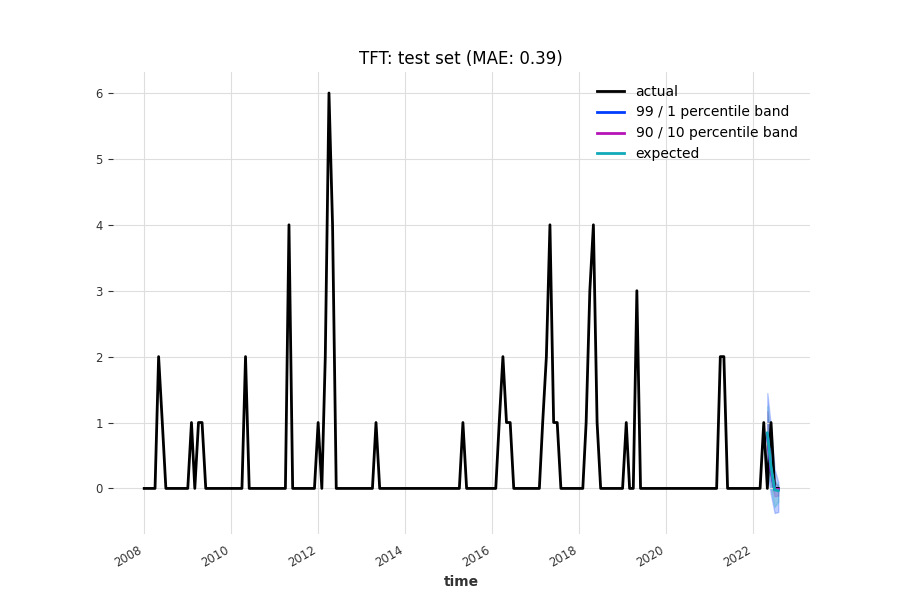 TFT: test set (MAE: 0.39)
actual
99 / 1 percentile band
90 / 10 percentile band
expected
6
5
4
3
2
1
0
2008
2010
2012
2014
2016
2018
2020
2022
time